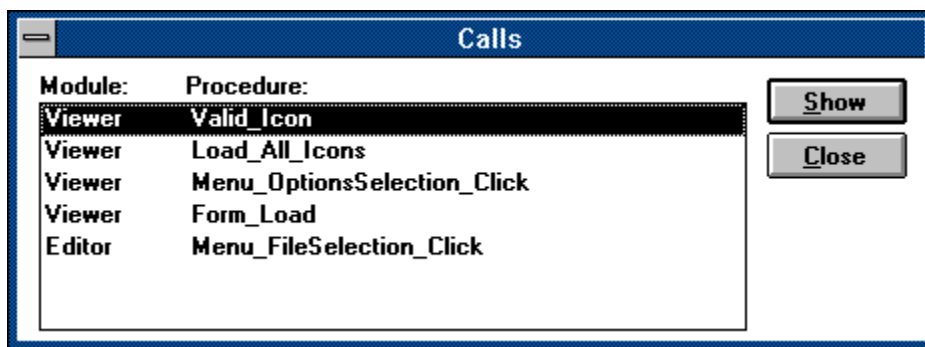 Calls
Module: Procedure:
Viewer Valid_Icon
Viewer Load_All_Icons
Viewer Menu_OptionsSelection_Click
Viewer Form_Load
Editor Menu_FileSelection_Click
Show
Close